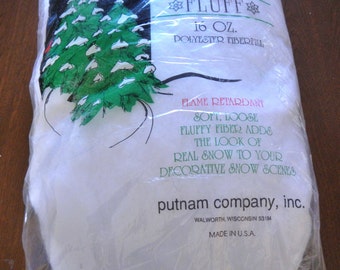 FLUFF
16 OZ.
POLYESTER FIBERFILL
FLAME RETARDANT
SOFT, LOOSE
FLUFFY FIBER ADDS
THE LOOK OF
REAL SNOW TO YOUR
DECORATIVE SNOW SCENES
putnam company, inc.
WALWORTH, WISCONSIN 53184
MADE IN U.S.A.